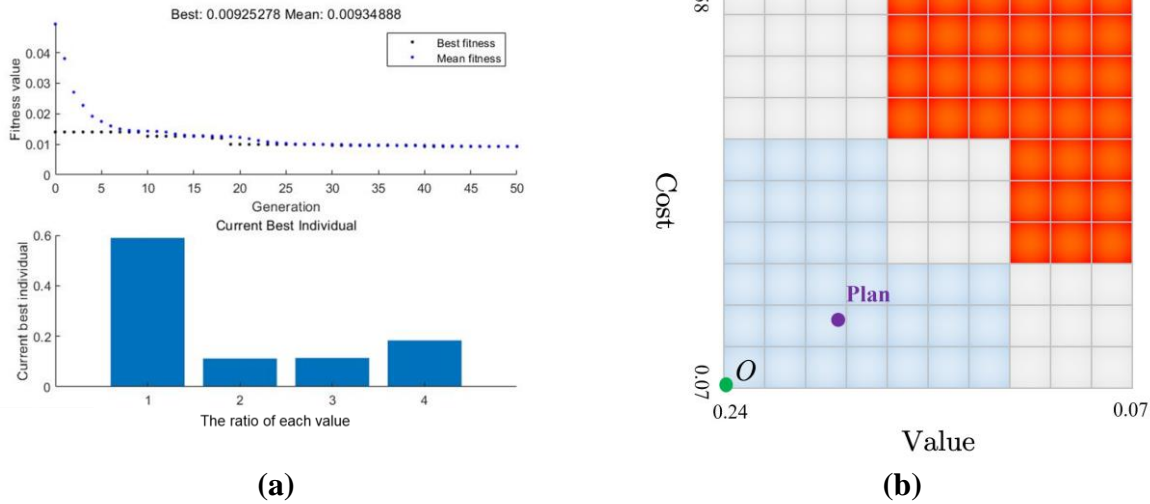 Best: 0.00925278 Mean: 0.00934888
Best fitness
Mean fitness
Fitness value
0.04
0.03
0.02
0.01
0
0 5 10 15 20 25 30 35 40 45 50
Generation
Current Best Individual
Current best individual
0.6
0.4
0.2
0
1 2 3 4
The ratio of each value
(a)
Cost
Plan
O
0.07
0.24
0.07
Value
(b)